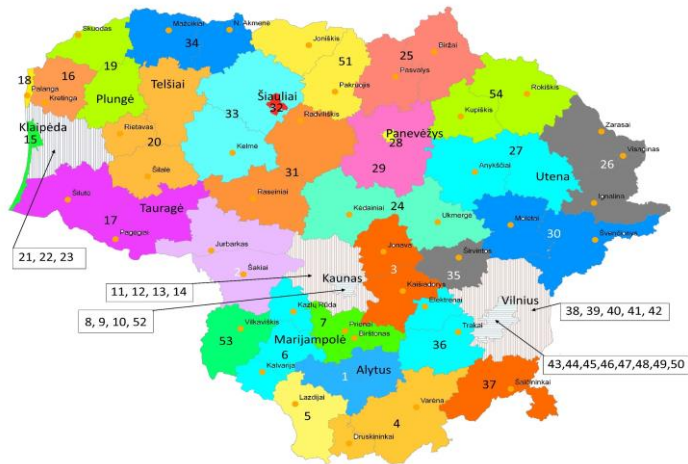 Skuodas
Mažeikiai
N. Akmenė
34
Joniškis
51
25
Biržai
Pasvalys
19
18
16
Palanga
Kretinga
Plungė
Telšiai
Šiauliai
32
33
Pakruojis
Radviliškis
54
Rokiškis
Kupiškis
Panevėžys
28
Klaipėda
15
Rietavas
20
Kelmė
Šilalė
31
29
27
Anykščiai
Utena
Zarasai
Visaginas
26
Ignalina
Šilutė
17
Tauragė
Pagėgiai
Raseiniai
Kėdainiai
24
Ukmergė
Molėtai
30
Švenčionys
21, 22, 23
Jurbarkas
2
Šakiai
Kaunas
Jonava
3
Širvintos
35
Kaišiadorys
Elektrėnai
Vilnius
11, 12, 13, 14
8, 9, 10, 52
38, 39, 40, 41, 42
43,44,45,46,47,48,49,50
Kazlų Rūda
Vilkaviškis
53
7
Prienai
Birštonas
Marijampolė
6
Kalvarija
Trakai
36
1
Alytus
37
Šalčininkai
Lazdijai
5
Varėna
4
Druskininkai